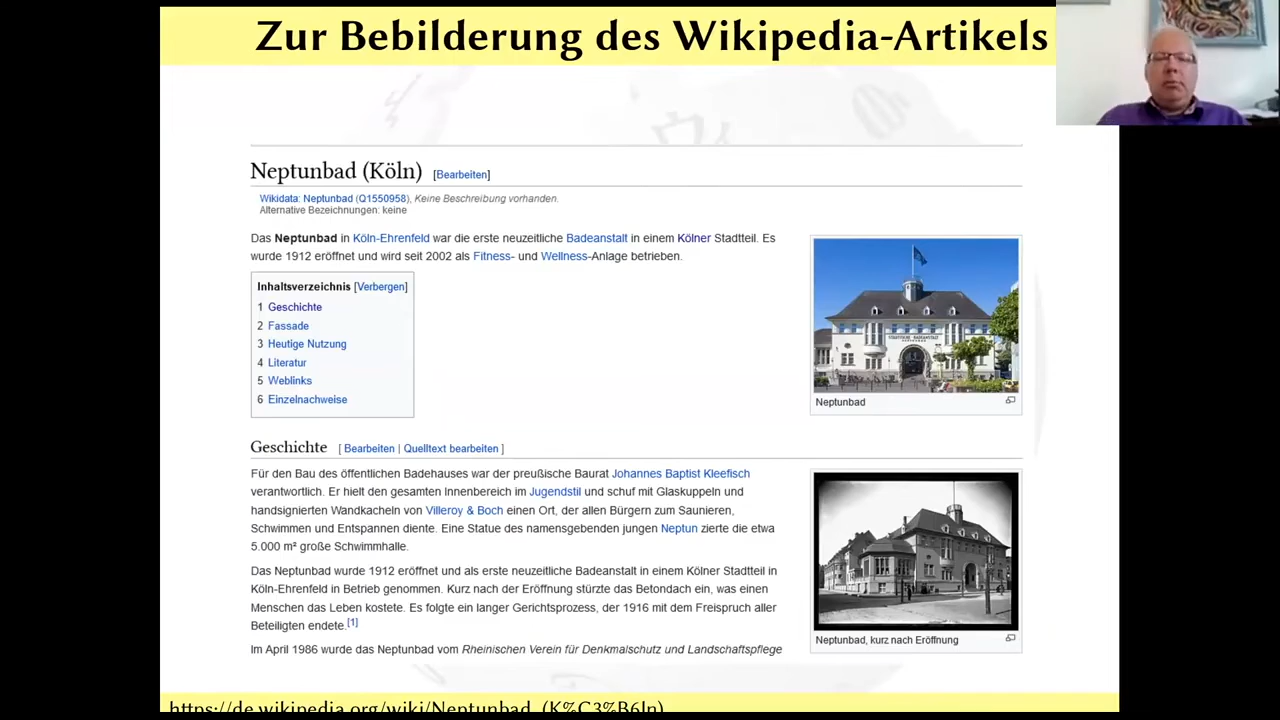 Zur Bebilderung des Wikipedia-Artikels
Neptunbad (Köln) [Bearbeiten]
Wikidata: Neptunbad (Q1550958), Keine Beschreibung vorhanden.
Alternative Bezeichnungen: keine
Das Neptunbad in Köln-Ehrenfeld war die erste neuzeitliche Badeanstalt in einem Kölner Stadtteil. Es
wurde 1912 eröffnet und wird seit 2002 als Fitness- und Wellness-Anlage betrieben.
Inhaltsverzeichnis [Verbergen]
1 Geschichte
2 Fassade
3 Heutige Nutzung
4 Literatur
5 Weblinks
6 Einzelnachweise
STÄDTISCHE·BADEANSTALT
Neptunbad
Geschichte [ Bearbeiten | Quelltext bearbeiten ]
Für den Bau des öffentlichen Badehauses war der preußische Baurat Johannes Baptist Kleefisch
verantwortlich. Er hielt den gesamten Innenbereich im Jugendstil und schuf mit Glaskuppeln und
handsignierten Wandkacheln von Villeroy & Boch einen Ort, der allen Bürgern zum Saunieren,
Schwimmen und Entspannen diente. Eine Statue des namensgebenden jungen Neptun zierte die etwa
5.000 m² große Schwimmhalle.
Das Neptunbad wurde 1912 eröffnet und als erste neuzeitliche Badeanstalt in einem Kölner Stadtteil in
Köln-Ehrenfeld in Betrieb genommen. Kurz nach der Eröffnung stürzte das Betondach ein, was einen
Menschen das Leben kostete. Es folgte ein langer Gerichtsprozess, der 1916 mit dem Freispruch aller
Beteiligten endete.[1]
Im April 1986 wurde das Neptunbad vom Rheinischen Verein für Denkmalschutz und Landschaftspflege
Neptunbad, kurz nach Eröffnung
https://de.wikipedia.org/wiki/Neptunbad_(K%C3%B6ln)